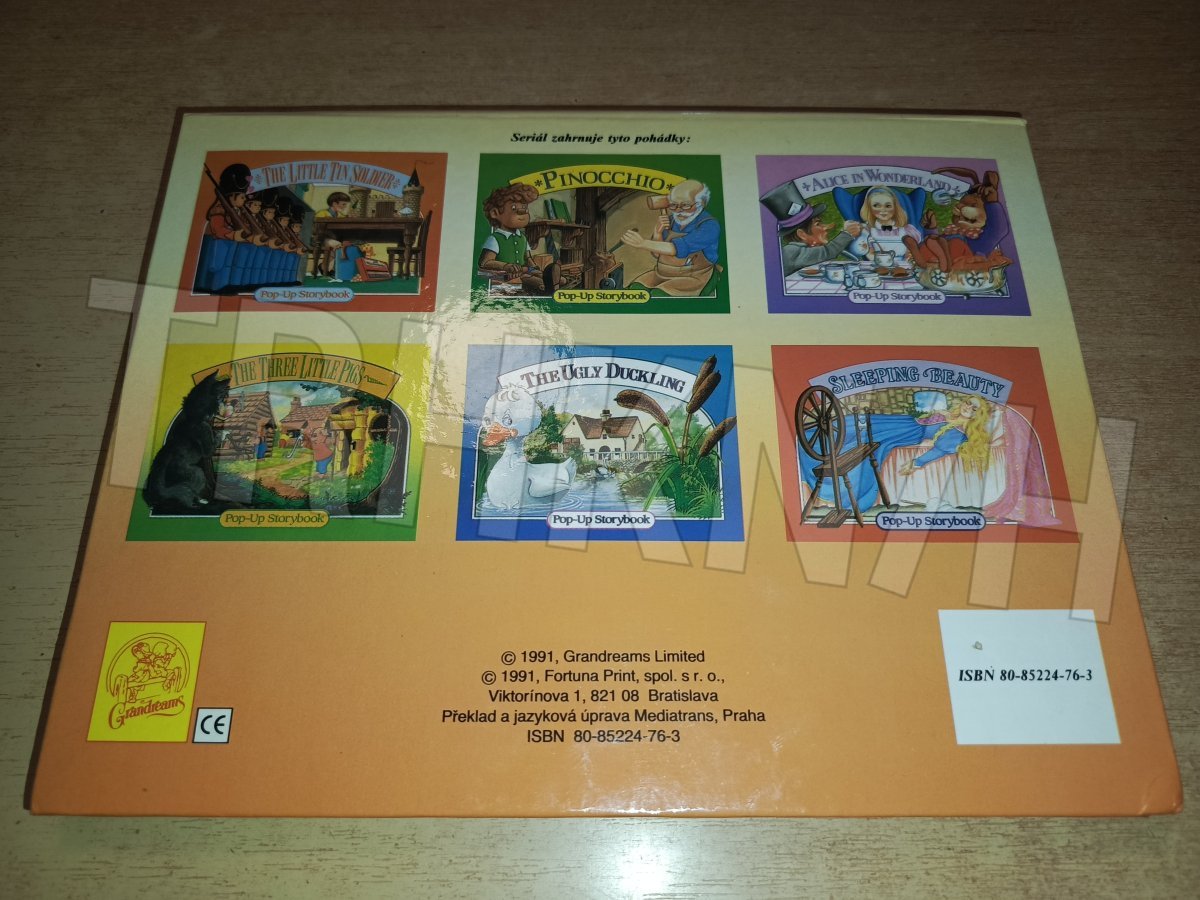 Seriál zahrnuje tyto pohádky:
THE LITTLE TIN SOLDIER
Pop-Up Storybook
PINOCCHIO
Pop-Up Storybook
ALICE IN WONDERLAND
Pop-Up Storybook
THE THREE LITTLE PIGS
Pop-Up Storybook
THE UGLY DUCKLING
Pop-Up Storybook
SLEEPING BEAUTY
Pop-Up Storybook
Grandreams
CE
© 1991, Grandreams Limited
© 1991, Fortuna Print, spol. s r. o.,
Viktorínova 1, 821 08 Bratislava
Překlad a jazyková úprava Mediatrans, Praha
ISBN 80-85224-76-3
ISBN 80-85224-76-3